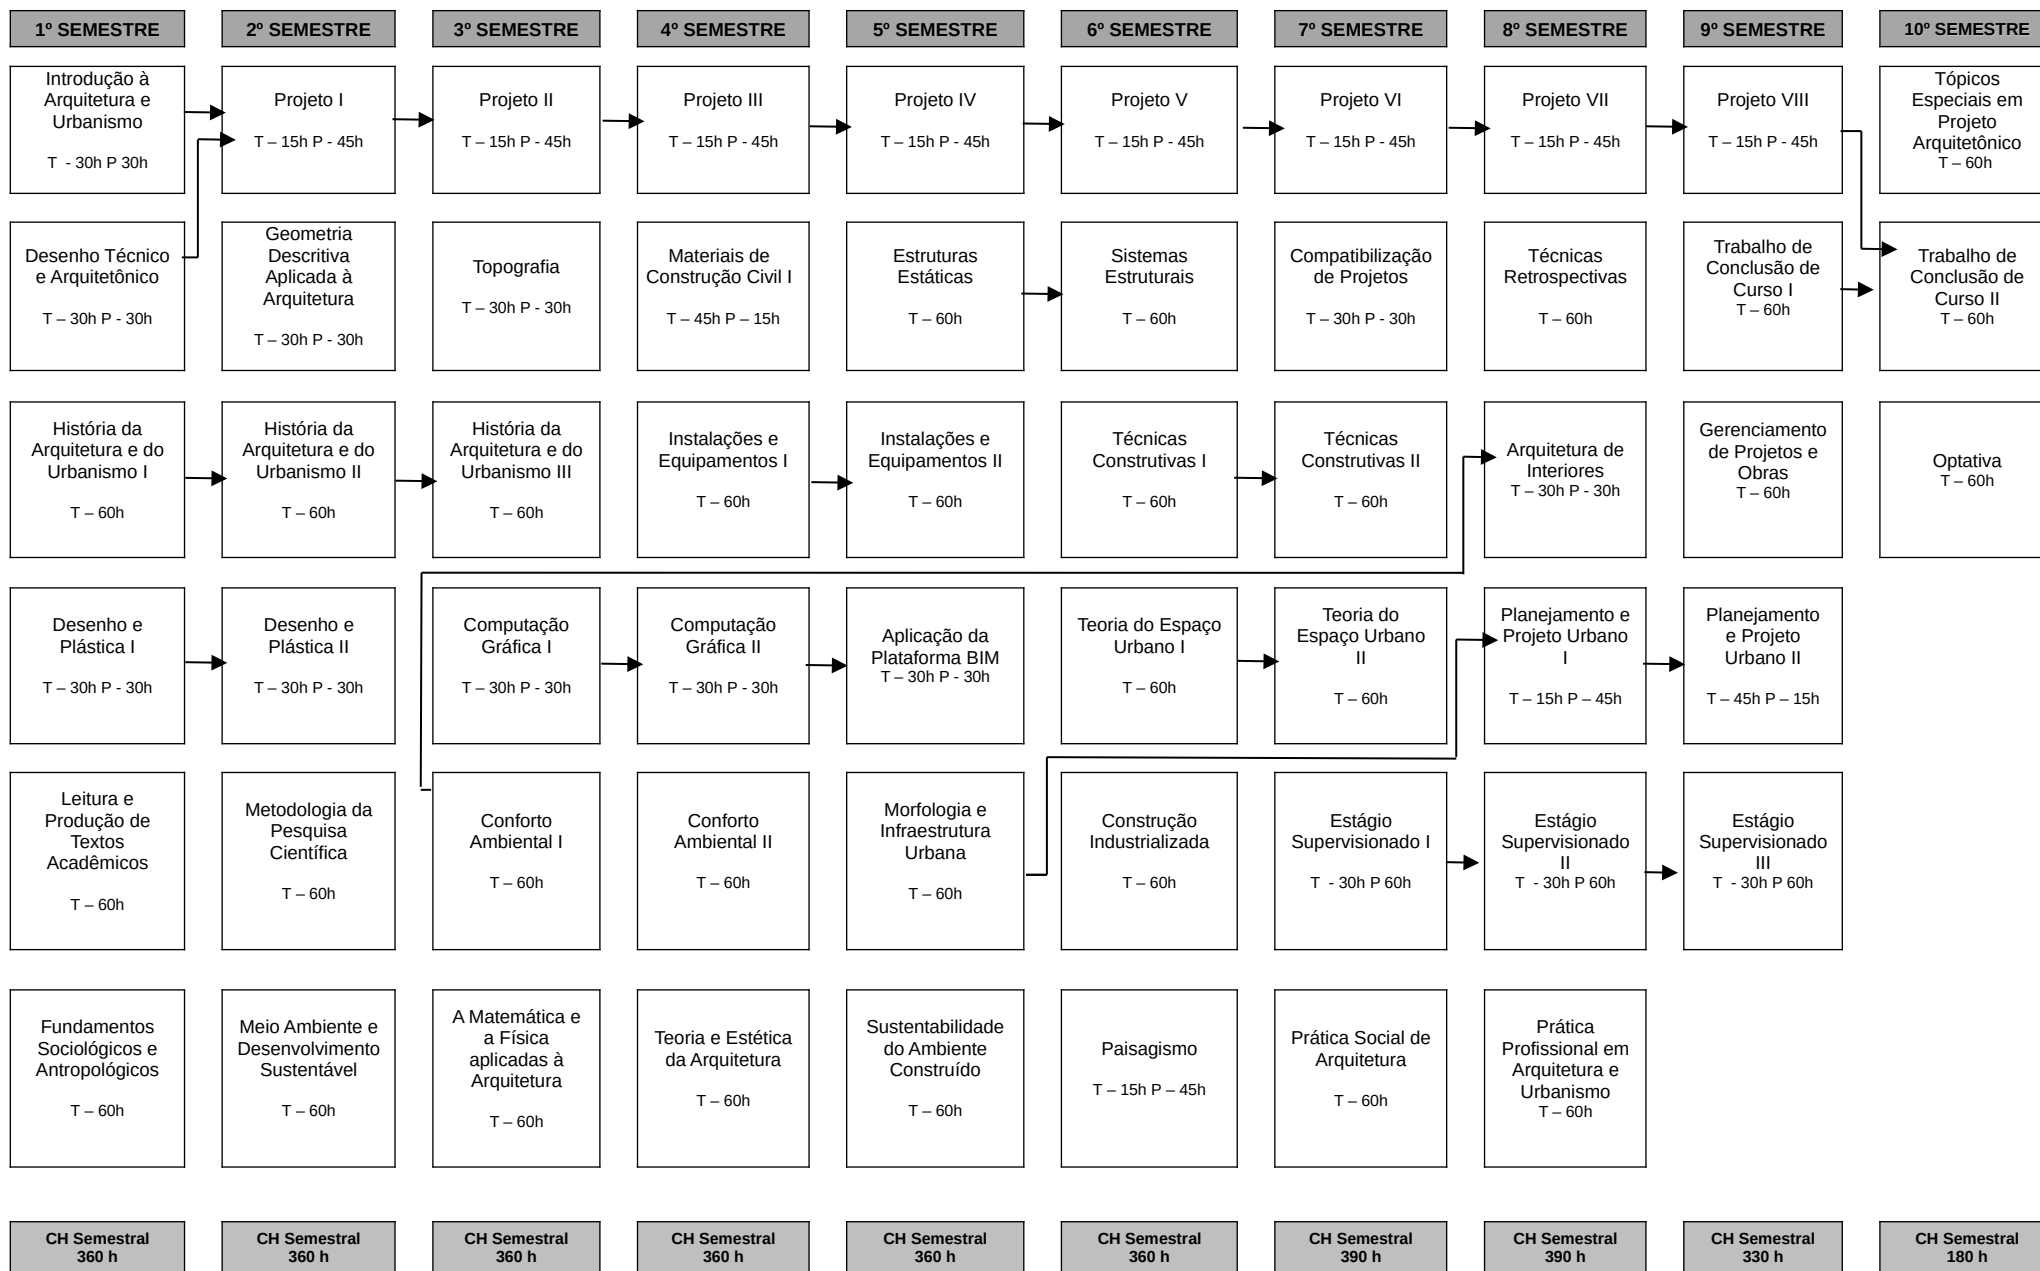 1º SEMESTRE
2º SEMESTRE
3º SEMESTRE
4º SEMESTRE
5º SEMESTRE
6º SEMESTRE
7º SEMESTRE
8º SEMESTRE
9º SEMESTRE
10º SEMESTRE
Introdução à
Arquitetura e
Urbanismo
T - 30h P 30h
Projeto I
T – 15h P - 45h
Projeto II
T – 15h P - 45h
Projeto III
T – 15h P - 45h
Projeto IV
T – 15h P - 45h
Projeto V
T – 15h P - 45h
Projeto VI
T – 15h P - 45h
Projeto VII
T – 15h P - 45h
Projeto VIII
T – 15h P - 45h
Tópicos
Especiais em
Projeto
Arquitetônico
T – 60h
Desenho Técnico
e Arquitetônico
T – 30h P - 30h
Geometria
Descritiva
Aplicada à
Arquitetura
T – 30h P - 30h
Topografia
T – 30h P - 30h
Materiais de
Construção Civil I
T – 45h P – 15h
Estruturas
Estáticas
T – 60h
Sistemas
Estruturais
T – 60h
Compatibilização
de Projetos
T – 30h P - 30h
Técnicas
Retrospectivas
T – 60h
Trabalho de
Conclusão de
Curso I
T – 60h
Trabalho de
Conclusão de
Curso II
T – 60h
História da
Arquitetura e do
Urbanismo I
T – 60h
História da
Arquitetura e do
Urbanismo II
T – 60h
História da
Arquitetura e do
Urbanismo III
T – 60h
Instalações e
Equipamentos I
T – 60h
Instalações e
Equipamentos II
T – 60h
Técnicas
Construtivas I
T – 60h
Técnicas
Construtivas II
T – 60h
Arquitetura de
Interiores
T – 30h P - 30h
Gerenciamento
de Projetos e
Obras
T – 60h
Optativa
T – 60h
Desenho e
Plástica I
T – 30h P - 30h
Desenho e
Plástica II
T – 30h P - 30h
Computação
Gráfica I
T – 30h P - 30h
Computação
Gráfica II
T – 30h P - 30h
Aplicação da
Plataforma BIM
T – 30h P - 30h
Teoria do Espaço
Urbano I
T – 60h
Teoria do
Espaço Urbano
II
T – 60h
Planejamento e
Projeto Urbano
I
T – 15h P – 45h
Planejamento
e Projeto
Urbano II
T – 45h P – 15h
Leitura e
Produção de
Textos
Acadêmicos
T – 60h
Metodologia da
Pesquisa
Científica
T – 60h
Conforto
Ambiental I
T – 60h
Conforto
Ambiental II
T – 60h
Morfologia e
Infraestrutura
Urbana
T – 60h
Construção
Industrializada
T – 60h
Estágio
Supervisionado I
T - 30h P 60h
Estágio
Supervisionado
II
T - 30h P 60h
Estágio
Supervisionado
III
T - 30h P 60h
Fundamentos
Sociológicos e
Antropológicos
T – 60h
Meio Ambiente e
Desenvolvimento
Sustentável
T – 60h
A Matemática e
a Física
aplicadas à
Arquitetura
T – 60h
Teoria e Estética
da Arquitetura
T – 60h
Sustentabilidade
do Ambiente
Construído
T – 60h
Paisagismo
T – 15h P – 45h
Prática Social de
Arquitetura
T – 60h
Prática
Profissional em
Arquitetura e
Urbanismo
T – 60h
CH Semestral
360 h
CH Semestral
360 h
CH Semestral
360 h
CH Semestral
360 h
CH Semestral
360 h
CH Semestral
360 h
CH Semestral
390 h
CH Semestral
390 h
CH Semestral
330 h
CH Semestral
180 h